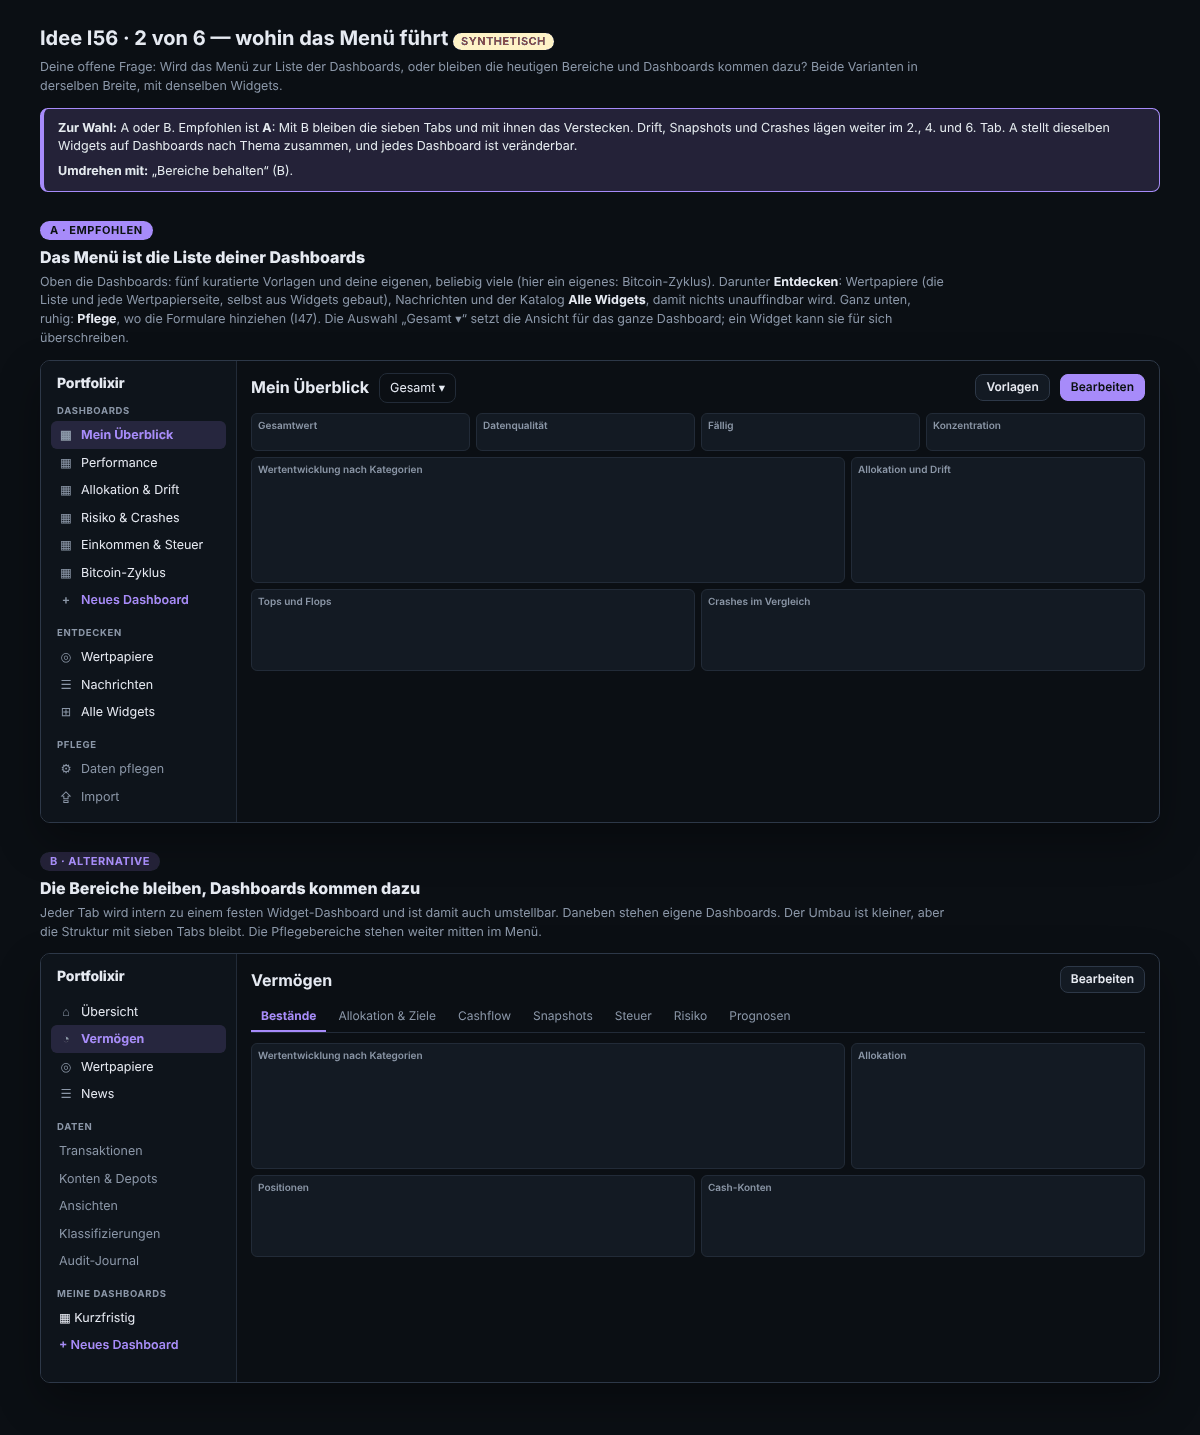 Idee I56 · 2 von 6 — wohin das Menü führt SYNTHETISCH
Deine offene Frage: Wird das Menü zur Liste der Dashboards, oder bleiben die heutigen Bereiche und Dashboards kommen dazu? Beide Varianten in
derselben Breite, mit denselben Widgets.
Zur Wahl: A oder B. Empfohlen ist A: Mit B bleiben die sieben Tabs und mit ihnen das Verstecken. Drift, Snapshots und Crashes lägen weiter im 2., 4. und 6. Tab. A stellt dieselben
Widgets auf Dashboards nach Thema zusammen, und jedes Dashboard ist veränderbar.
Umdrehen mit: „Bereiche behalten“ (B).
A · EMPFOHLEN
Das Menü ist die Liste deiner Dashboards
Oben die Dashboards: fünf kuratierte Vorlagen und deine eigenen, beliebig viele (hier ein eigenes: Bitcoin-Zyklus). Darunter Entdecken: Wertpapiere (die
Liste und jede Wertpapierseite, selbst aus Widgets gebaut), Nachrichten und der Katalog Alle Widgets, damit nichts unauffindbar wird. Ganz unten,
ruhig: Pflege, wo die Formulare hinziehen (I47). Die Auswahl „Gesamt ▾“ setzt die Ansicht für das ganze Dashboard; ein Widget kann sie für sich
überschreiben.
Portfolixir
DASHBOARDS
Mein Überblick
Performance
Allokation & Drift
Risiko & Crashes
Einkommen & Steuer
Bitcoin-Zyklus
+ Neues Dashboard
ENTDECKEN
Wertpapiere
Nachrichten
Alle Widgets
PFLEGE
Daten pflegen
Import
Mein Überblick Gesamt ▾ Vorlagen Bearbeiten
Gesamtwert Datenqualität Fällig Konzentration
Wertentwicklung nach Kategorien Allokation und Drift
Tops und Flops Crashes im Vergleich
B · ALTERNATIVE
Die Bereiche bleiben, Dashboards kommen dazu
Jeder Tab wird intern zu einem festen Widget-Dashboard und ist damit auch umstellbar. Daneben stehen eigene Dashboards. Der Umbau ist kleiner, aber
die Struktur mit sieben Tabs bleibt. Die Pflegebereiche stehen weiter mitten im Menü.
Portfolixir
Übersicht
Vermögen
Wertpapiere
News
DATEN
Transaktionen
Konten & Depots
Ansichten
Klassifizierungen
Audit-Journal
MEINE DASHBOARDS
Kurzfristig
+ Neues Dashboard
Vermögen Bearbeiten
Bestände Allokation & Ziele Cashflow Snapshots Steuer Risiko Prognosen
Wertentwicklung nach Kategorien Allokation
Positionen Cash-Konten